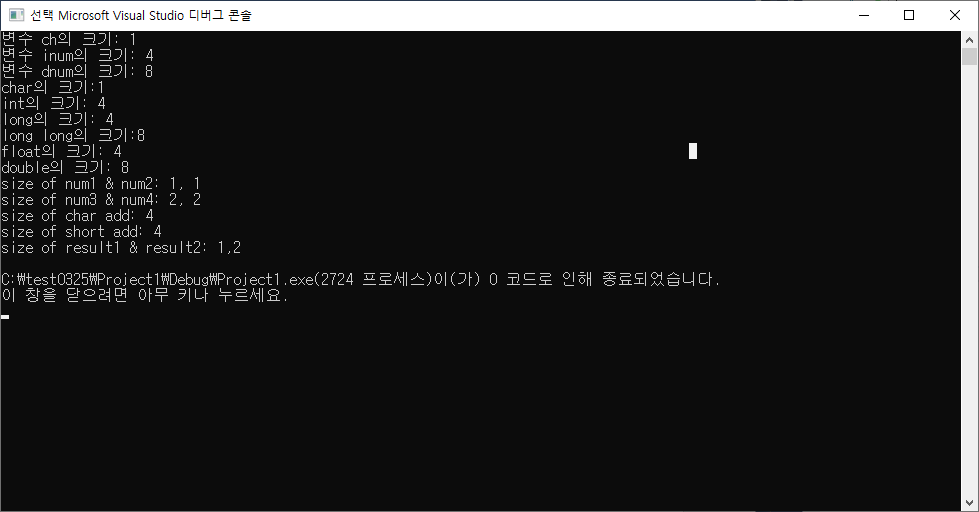 선택 Microsoft Visual Studio 디버그 콘솔
변수 ch의 크기: 1
변수 inum의 크기: 4
변수 dnum의 크기: 8
char의 크기:1
int의 크기: 4
long의 크기: 4
long long의 크기:8
float의 크기: 4
double의 크기: 8
size of num1 & num2: 1, 1
size of num3 & num4: 2, 2
size of char add: 4
size of short add: 4
size of result1 & result2: 1,2
C:₩test0325₩Project1₩Debug₩Project1.exe(2724 프로세스)이(가) 0 코드로 인해 종료되었습니다.
이 창을 닫으려면 아무 키나 누르세요.